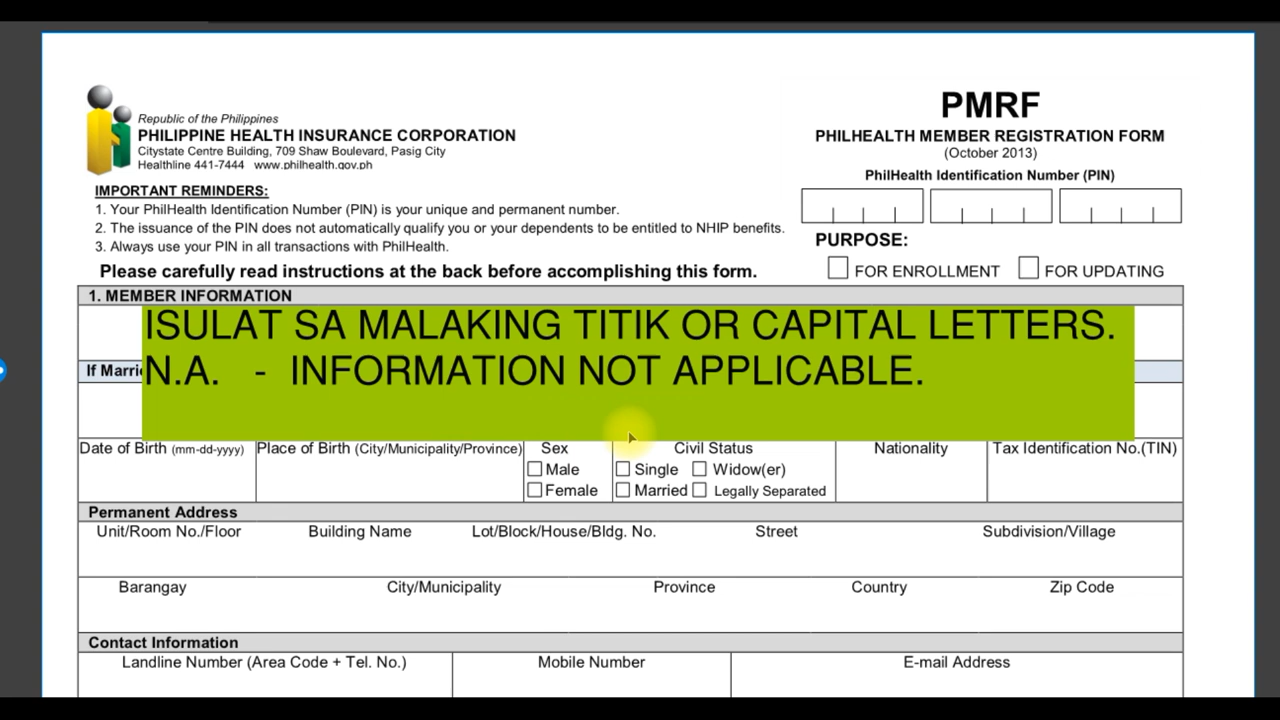 Republic of the Philippines
PHILIPPINE HEALTH INSURANCE CORPORATION
Citystate Centre Building, 709 Shaw Boulevard, Pasig City
Healthline 441-7444 www.philhealth.gov.ph
PMRF
PHILHEALTH MEMBER REGISTRATION FORM
(October 2013)
PhilHealth Identification Number (PIN)
IMPORTANT REMINDERS:
1. Your PhilHealth Identification Number (PIN) is your unique and permanent number.
2. The issuance of the PIN does not automatically qualify you or your dependents to be entitled to NHIP benefits.
3. Always use your PIN in all transactions with PhilHealth.
PURPOSE:
Please carefully read instructions at the back before accomplishing this form.
FOR ENROLLMENT FOR UPDATING
1. MEMBER INFORMATION
ISULAT SA MALAKING TITIK OR CAPITAL LETTERS.
If
N.A. - INFORMATION NOT APPLICABLE.
Date of Birth (mm-dd-yyyy) Place of Birth (City/Municipality/Province) Sex Civil Status Nationality Tax Identification No.(TIN)
Male Single Widow(er)
Female Married Legally Separated
Permanent Address
Unit/Room No./Floor Building Name Lot/Block/House/Bldg. No. Street Subdivision/Village
Barangay City/Municipality Province Country Zip Code
Contact Information
Landline Number (Area Code + Tel. No.) Mobile Number E-mail Address